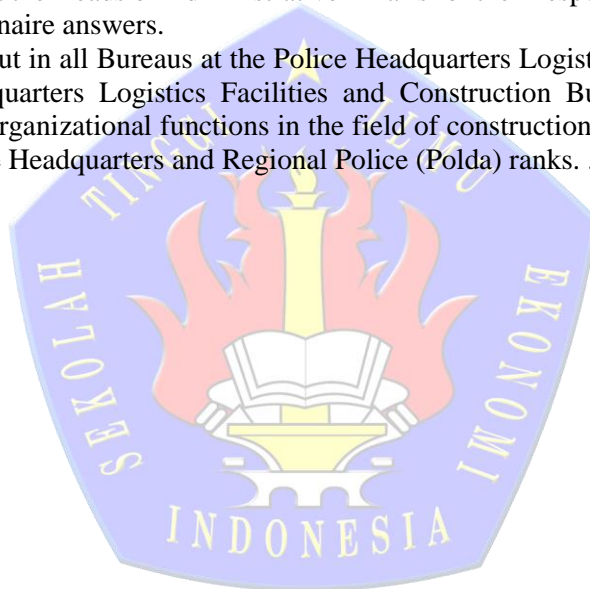 naire answers.
ut in all Bureaus at the Police Headquarters Logist
quarters Logistics Facilities and Construction Bu
rganizational functions in the field of construction
e Headquarters and Regional Police (Polda) ranks. .
SEKOLAH TINGGI ILMU EKONOMI
INDONESIA